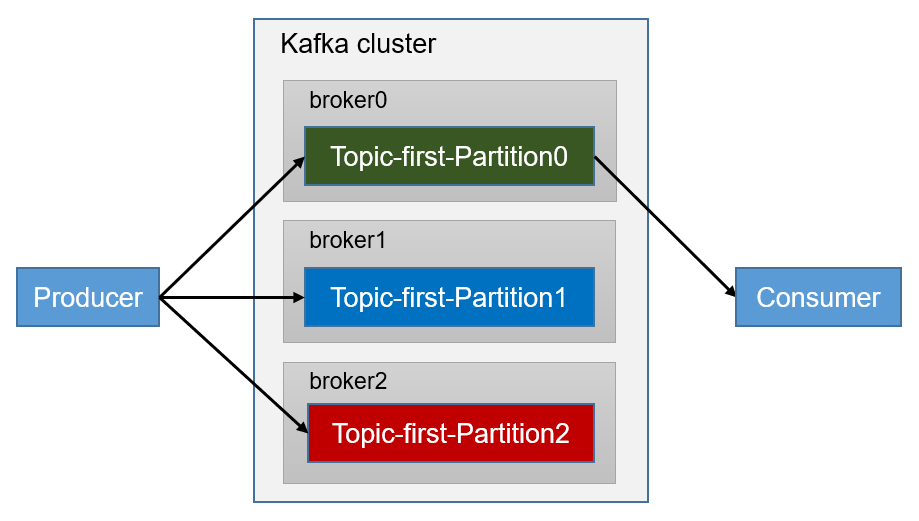 Kafka cluster
broker0
Topic-first-Partition0
broker1
Producer
Topic-first-Partition1
Consumer
broker2
Topic-first-Partition2